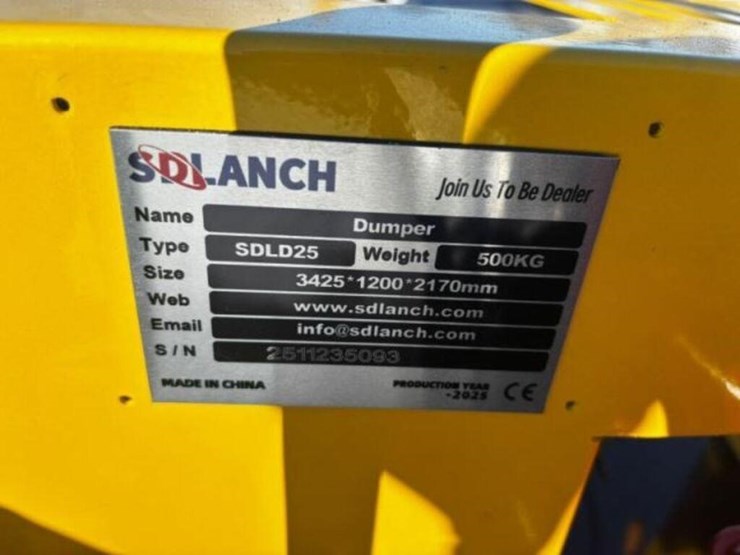 SDLANCH
Join Us To Be Dealer
Name Dumper
Type SDLD25 Weight 500KG
Size 3425*1200*2170mm
Web www.sdlanch.com
Email info@sdlanch.com
S/N 2511235093
MADE IN CHINA
PRODUCTION YEAR
-2025 CE